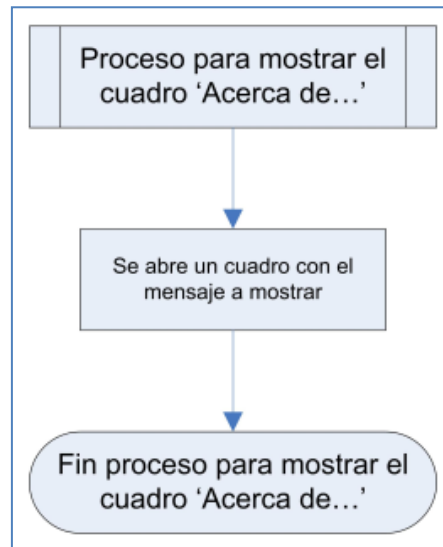 Proceso para mostrar el
cuadro ‘Acerca de…’
Se abre un cuadro con el
mensaje a mostrar
Fin proceso para mostrar el
cuadro ‘Acerca de…’